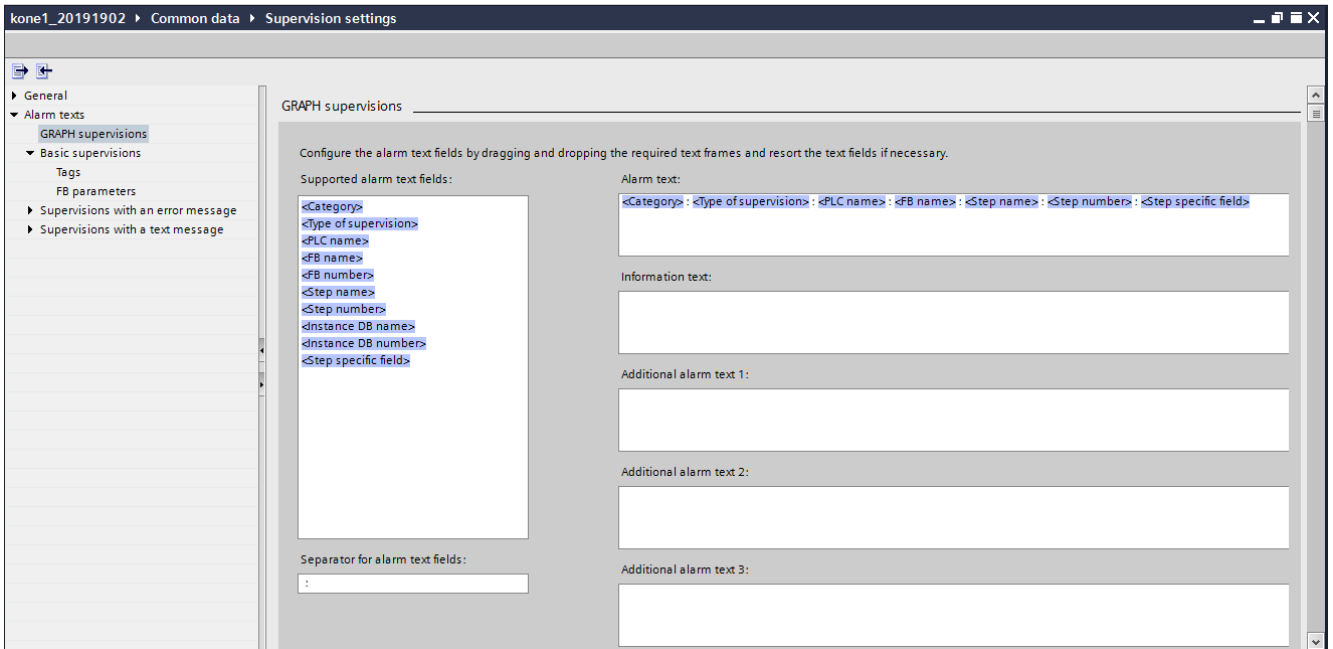 kone1_20191902 ▸ Common data ▸ Supervision settings
General
Alarm texts
GRAPH supervisions
Basic supervisions
Tags
FB parameters
Supervisions with an error message
Supervisions with a text message
GRAPH supervisions
Configure the alarm text fields by dragging and dropping the required text frames and resort the text fields if necessary.
Supported alarm text fields:
<Category>
<Type of supervision>
<PLC name>
<FB name>
<FB number>
<Step name>
<Step number>
<Instance DB name>
<Instance DB number>
<Step specific field>
Separator for alarm text fields:
:
Alarm text:
<Category> : <Type of supervision> : <PLC name> : <FB name> : <Step name> : <Step number> : <Step specific field>
Information text:
Additional alarm text 1:
Additional alarm text 2:
Additional alarm text 3: